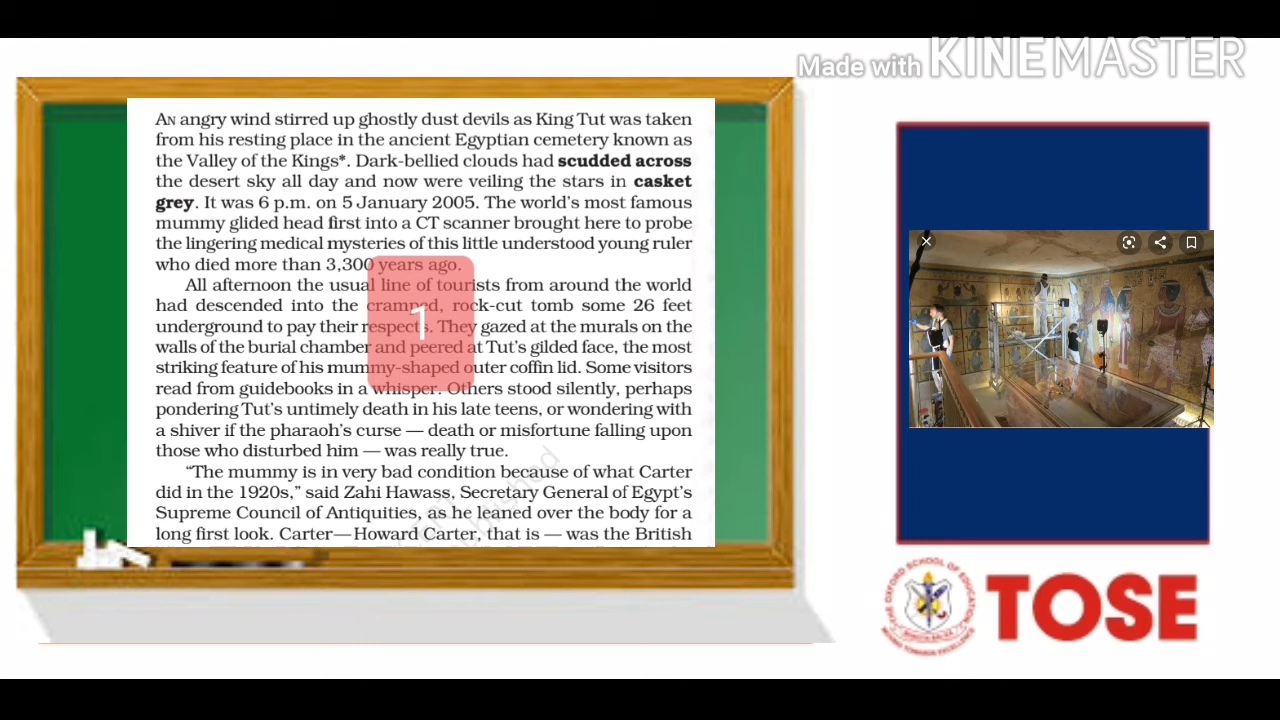 Made with KINEMASTER
AN angry wind stirred up ghostly dust devils as King Tut was taken
from his resting place in the ancient Egyptian cemetery known as
the Valley of the Kings*. Dark-bellied clouds had scudded across
the desert sky all day and now were veiling the stars in casket
grey. It was 6 p.m. on 5 January 2005. The world's most famous
mummy glided head first into a CT scanner brought here to probe
the lingering medical mysteries of this little understood young ruler
who died more than 3,300 years ago.
All afternoon the usual line of tourists from around the world
had descended into the cramped, rock-cut tomb some 26 feet
underground to pay their respects. They gazed at the murals on the
walls of the burial chamber and peered at Tut's gilded face, the most
striking feature of his mummy-shaped outer coffin lid. Some visitors
read from guidebooks in a whisper. Others stood silently, perhaps
pondering Tut's untimely death in his late teens, or wondering with
a shiver if the pharaoh's curse — death or misfortune falling upon
those who disturbed him — was really true.
"The mummy is in very bad condition because of what Carter
did in the 1920s," said Zahi Hawass, Secretary General of Egypt's
Supreme Council of Antiquities, as he leaned over the body for a
long first look. Carter—Howard Carter, that is — was the British
1
THE OXFORD SCHOOL OF EDUCATION
TOSE